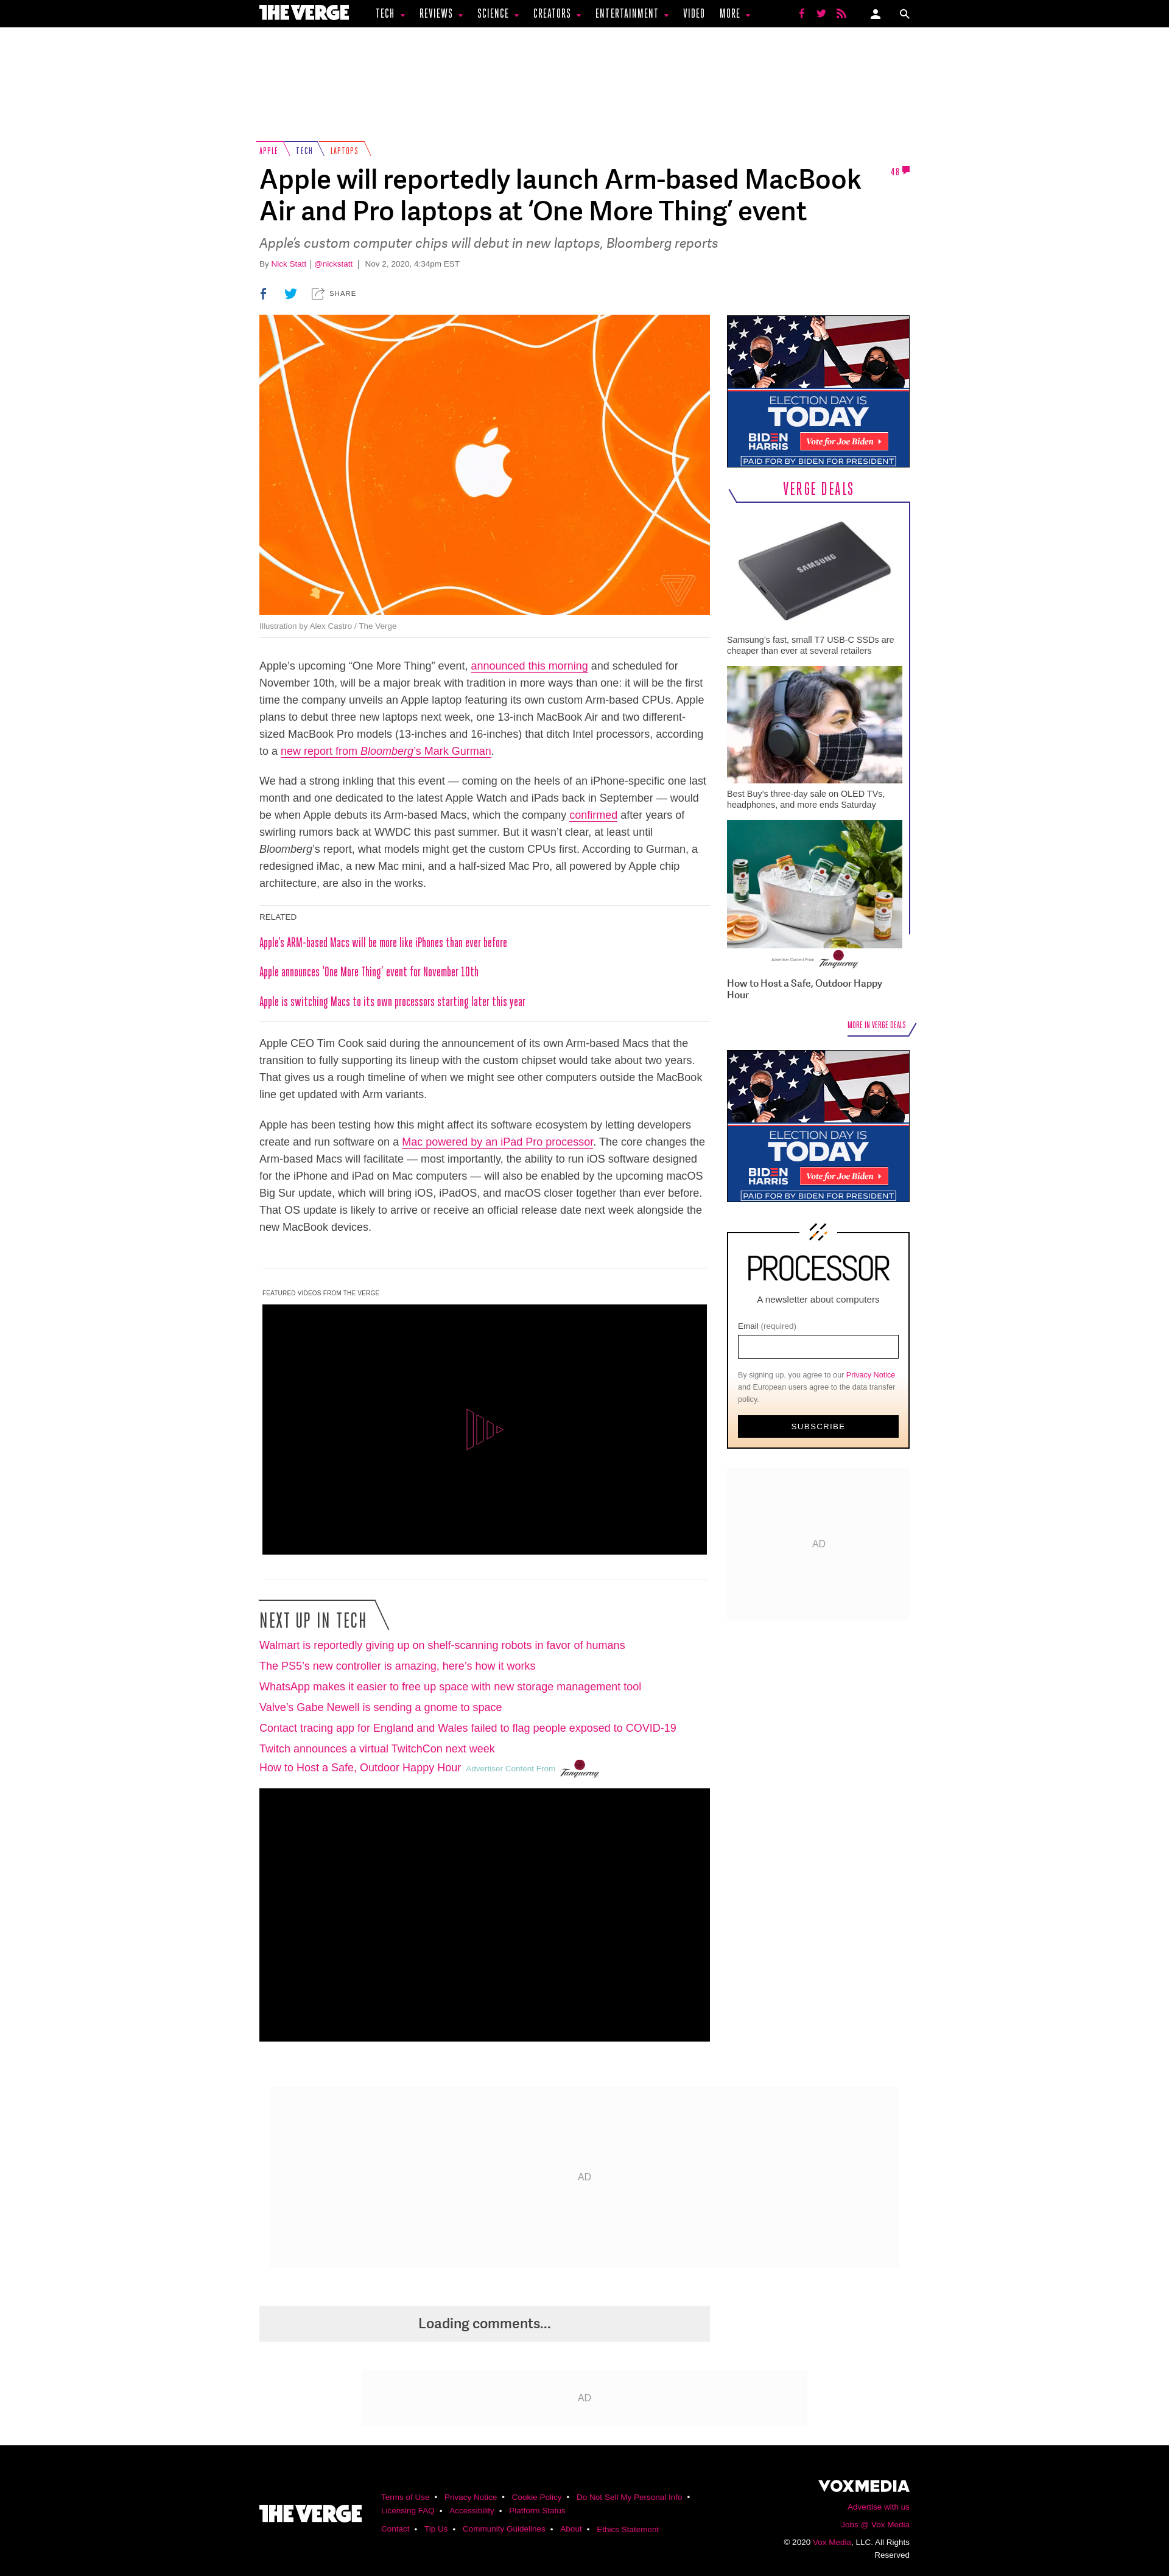 THE VERGE
TECH
REVIEWS
SCIENCE
CREATORS
ENTERTAINMENT
VIDEO
MORE
APPLE
TECH
LAPTOPS
Apple will reportedly launch Arm-based MacBook
Air and Pro laptops at ‘One More Thing’ event
48
Apple’s custom computer chips will debut in new laptops, Bloomberg reports
By Nick Statt | @nickstatt | Nov 2, 2020, 4:34pm EST
SHARE
Illustration by Alex Castro / The Verge
Apple’s upcoming “One More Thing” event, announced this morning and scheduled for
November 10th, will be a major break with tradition in more ways than one: it will be the first
time the company unveils an Apple laptop featuring its own custom Arm-based CPUs. Apple
plans to debut three new laptops next week, one 13-inch MacBook Air and two different-
sized MacBook Pro models (13-inches and 16-inches) that ditch Intel processors, according
to a new report from Bloomberg’s Mark Gurman.
We had a strong inkling that this event — coming on the heels of an iPhone-specific one last
month and one dedicated to the latest Apple Watch and iPads back in September — would
be when Apple debuts its Arm-based Macs, which the company confirmed after years of
swirling rumors back at WWDC this past summer. But it wasn’t clear, at least until
Bloomberg’s report, what models might get the custom CPUs first. According to Gurman, a
redesigned iMac, a new Mac mini, and a half-sized Mac Pro, all powered by Apple chip
architecture, are also in the works.
RELATED
Apple’s ARM-based Macs will be more like iPhones than ever before
Apple announces ‘One More Thing’ event for November 10th
Apple is switching Macs to its own processors starting later this year
Apple CEO Tim Cook said during the announcement of its own Arm-based Macs that the
transition to fully supporting its lineup with the custom chipset would take about two years.
That gives us a rough timeline of when we might see other computers outside the MacBook
line get updated with Arm variants.
Apple has been testing how this might affect its software ecosystem by letting developers
create and run software on a Mac powered by an iPad Pro processor. The core changes the
Arm-based Macs will facilitate — most importantly, the ability to run iOS software designed
for the iPhone and iPad on Mac computers — will also be enabled by the upcoming macOS
Big Sur update, which will bring iOS, iPadOS, and macOS closer together than ever before.
That OS update is likely to arrive or receive an official release date next week alongside the
new MacBook devices.
FEATURED VIDEOS FROM THE VERGE
NEXT UP IN TECH
Walmart is reportedly giving up on shelf-scanning robots in favor of humans
The PS5’s new controller is amazing, here’s how it works
WhatsApp makes it easier to free up space with new storage management tool
Valve’s Gabe Newell is sending a gnome to space
Contact tracing app for England and Wales failed to flag people exposed to COVID-19
Twitch announces a virtual TwitchCon next week
How to Host a Safe, Outdoor Happy Hour Advertiser Content From Tanqueray
ELECTION DAY IS
TODAY
BIDEN
HARRIS
Vote for Joe Biden
PAID FOR BY BIDEN FOR PRESIDENT
VERGE DEALS
SAMSUNG
Samsung’s fast, small T7 USB-C SSDs are
cheaper than ever at several retailers
Best Buy’s three-day sale on OLED TVs,
headphones, and more ends Saturday
Advertiser Content From Tanqueray
How to Host a Safe, Outdoor Happy
Hour
MORE IN VERGE DEALS
ELECTION DAY IS
TODAY
BIDEN
HARRIS
Vote for Joe Biden
PAID FOR BY BIDEN FOR PRESIDENT
PROCESSOR
A newsletter about computers
Email (required)
By signing up, you agree to our Privacy Notice
and European users agree to the data transfer
policy.
SUBSCRIBE
AD
AD
Loading comments...
AD
THE VERGE
Terms of Use • Privacy Notice • Cookie Policy • Do Not Sell My Personal Info •
Licensing FAQ • Accessibility • Platform Status
Contact • Tip Us • Community Guidelines • About • Ethics Statement
VOXMEDIA
Advertise with us
Jobs @ Vox Media
© 2020 Vox Media, LLC. All Rights
Reserved